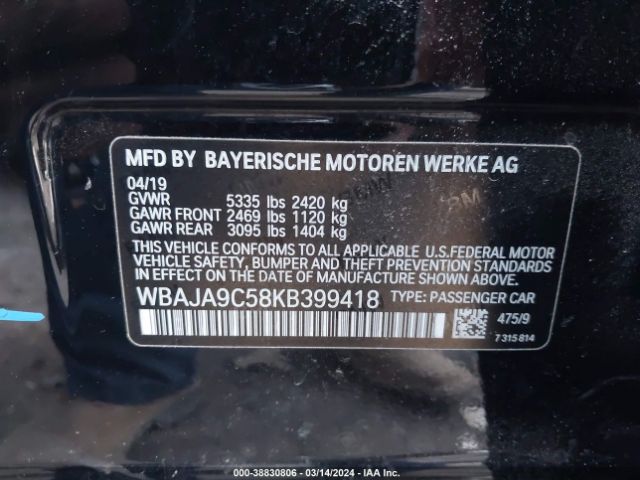 MFD BY BAYERISCHE MOTOREN WERKE AG
04/19
GVWR 5335 lbs 2420 kg
GAWR FRONT 2469 lbs 1120 kg
GAWR REAR 3095 lbs 1404 kg
THIS VEHICLE CONFORMS TO ALL APPLICABLE U.S.FEDERAL MOTOR
VEHICLE SAFETY, BUMPER AND THEFT PREVENTION STANDARDS
IN EFFECT ON THE DATE OF MANUFACTURE SHOWN ABOVE.
WBAJA9C58KB399418 TYPE: PASSENGER CAR
475/9
7315814
000-38830806 - 03/14/2024 - IAA Inc.